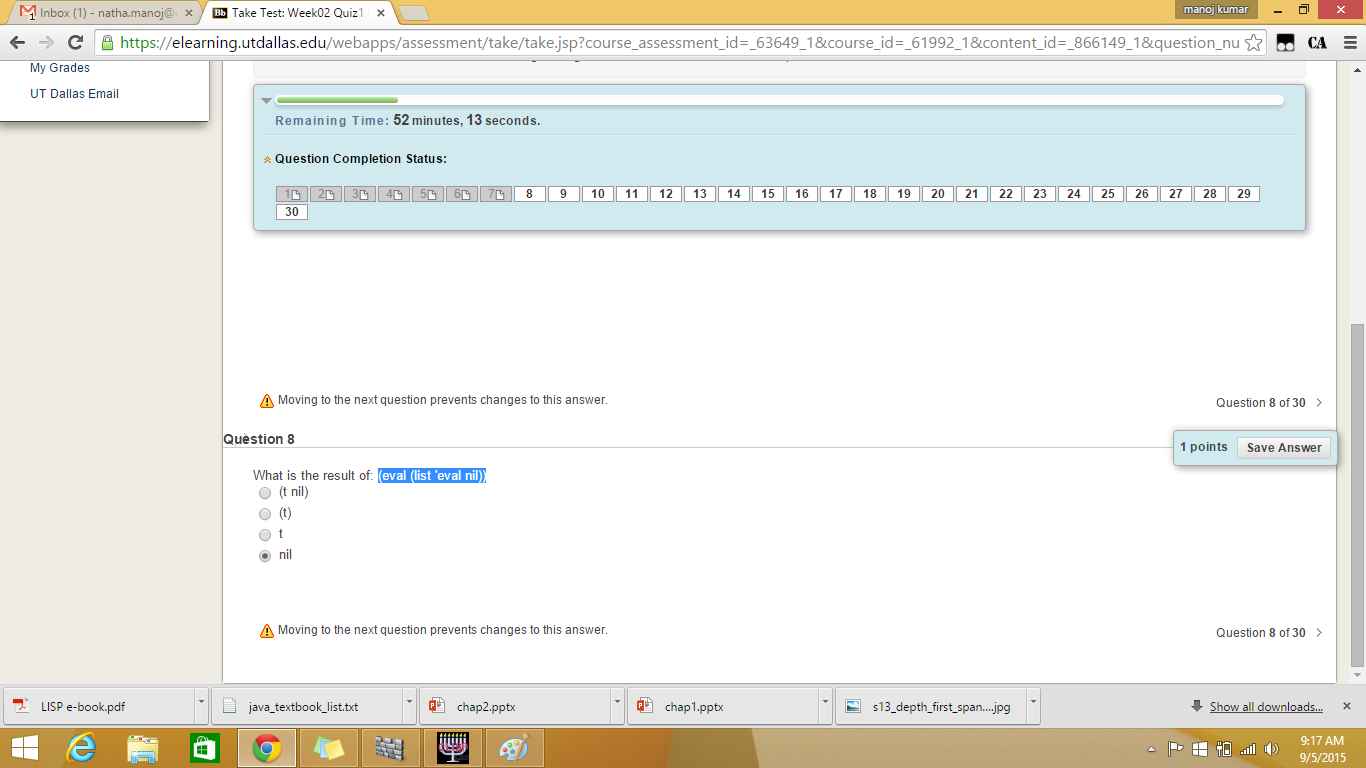 Inbox (1) - natha.manoj@
Take Test: Week02 Quiz1
manoj kumar
https://elearning.utdallas.edu/webapps/assessment/take/take.jsp?course_assessment_id=_63649_1&course_id=_61992_1&content_id=_866149_1&question_nu
CA
My Grades
UT Dallas Email
Remaining Time: 52 minutes, 13 seconds.
Question Completion Status:
1 2 3 4 5 6 7 8 9 10 11 12 13 14 15 16 17 18 19 20 21 22 23 24 25 26 27 28 29
30
Moving to the next question prevents changes to this answer.
Question 8 of 30
Question 8
1 points
Save Answer
What is the result of: (eval (list 'eval nil))
(t nil)
(t)
t
nil
Moving to the next question prevents changes to this answer.
Question 8 of 30
LISP e-book.pdf
java_textbook_list.txt
chap2.pptx
chap1.pptx
s13_depth_first_span....jpg
Show all downloads...
9:17 AM
9/5/2015